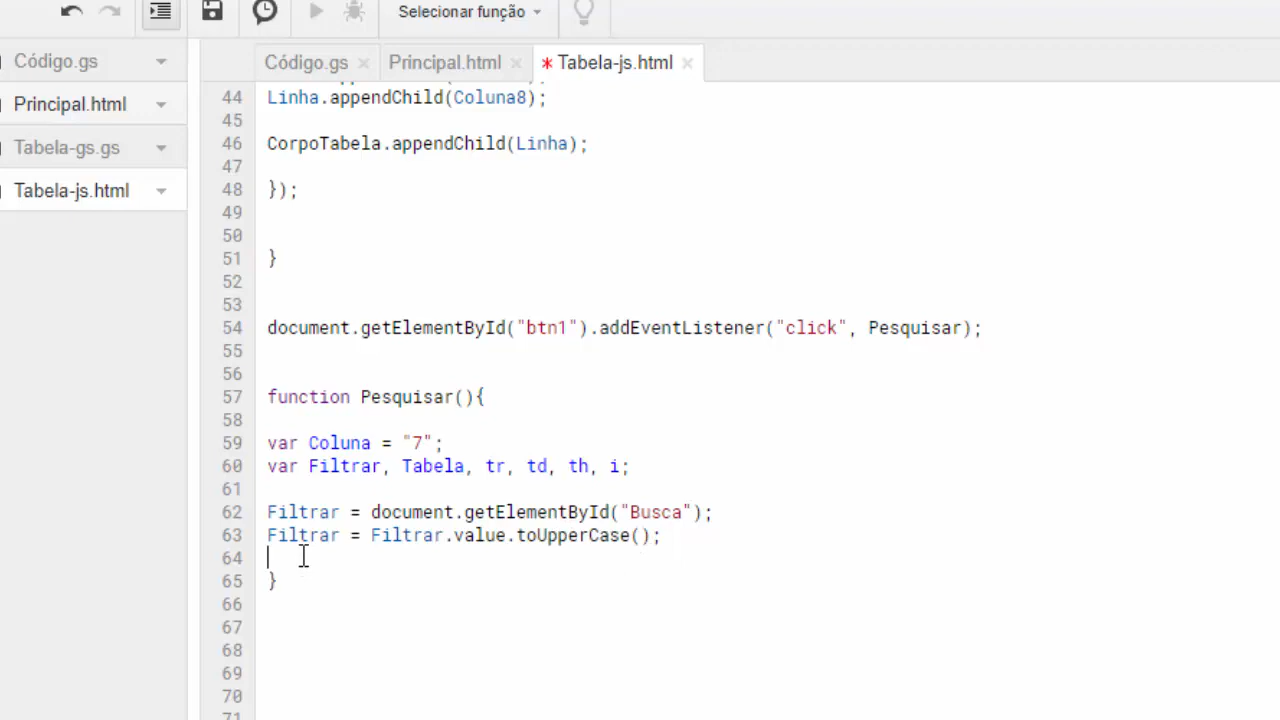 Selecionar função
Código.gs
Principal.html
Tabela-gs.gs
Tabela-js.html
Código.gs × Principal.html × * Tabela-js.html ×
44 Linha.appendChild(Coluna8);
45
46 CorpoTabela.appendChild(Linha);
47
48 });
49
50
51 }
52
53
54 document.getElementById("btn1").addEventListener("click", Pesquisar);
55
56
57 function Pesquisar(){
58
59 var Coluna = "7";
60 var Filtrar, Tabela, tr, td, th, i;
61
62 Filtrar = document.getElementById("Busca");
63 Filtrar = Filtrar.value.toUpperCase();
64
65 }
66
67
68
69
70
71